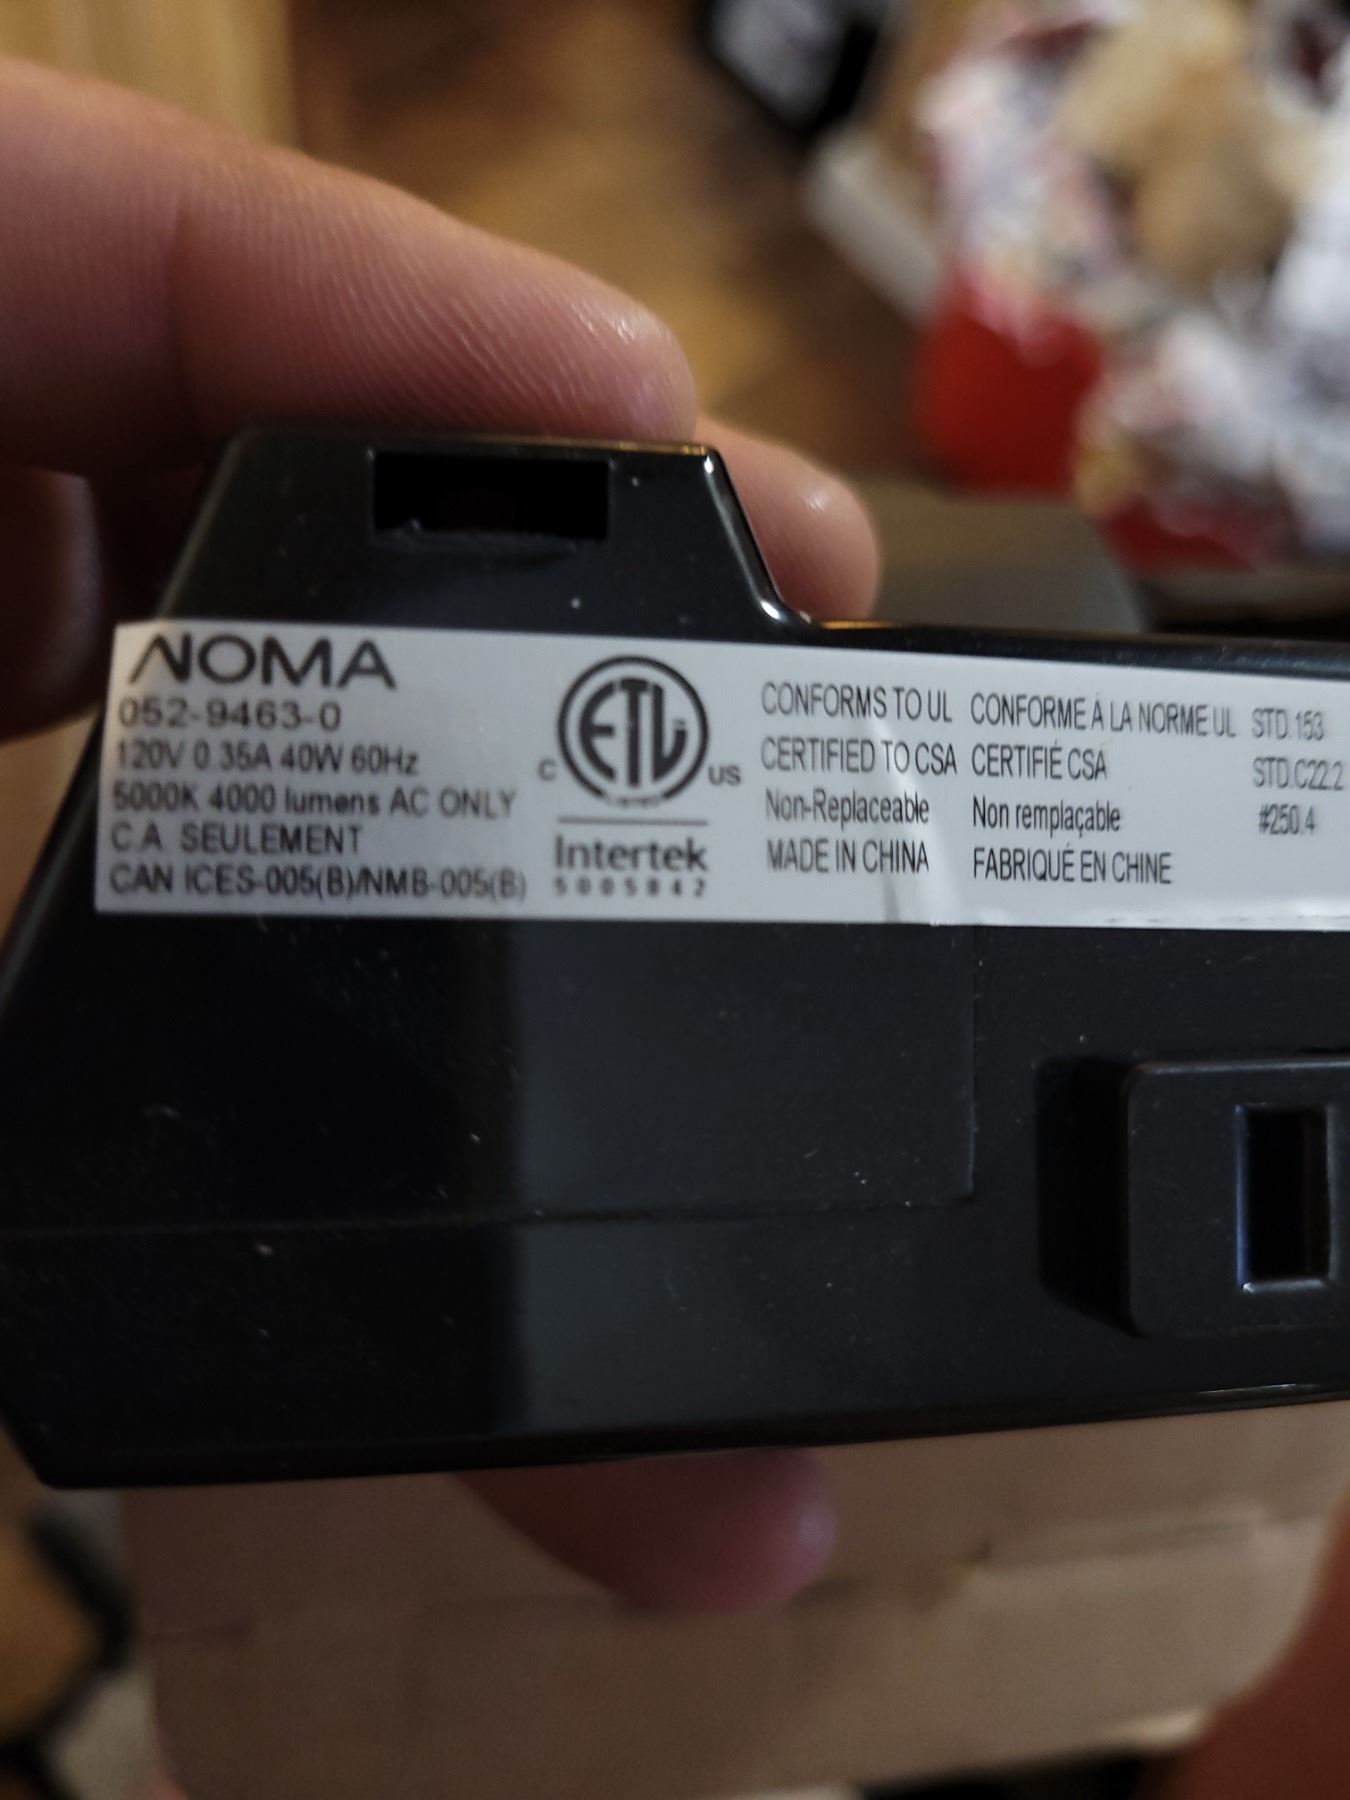 NOMA
052-9463-0
120V 0.35A 40W 60Hz
5000K 4000 lumens AC ONLY
C.A. SEULEMENT
CAN ICES-005(B)/NMB-005(B)
C ETL US
Intertek
5005842
CONFORMS TO UL
CERTIFIED TO CSA
Non-Replaceable
MADE IN CHINA
CONFORME À LA NORME UL
CERTIFIÉ CSA
Non remplaçable
FABRIQUÉ EN CHINE
STD.153
STD.C22.2
#250.4